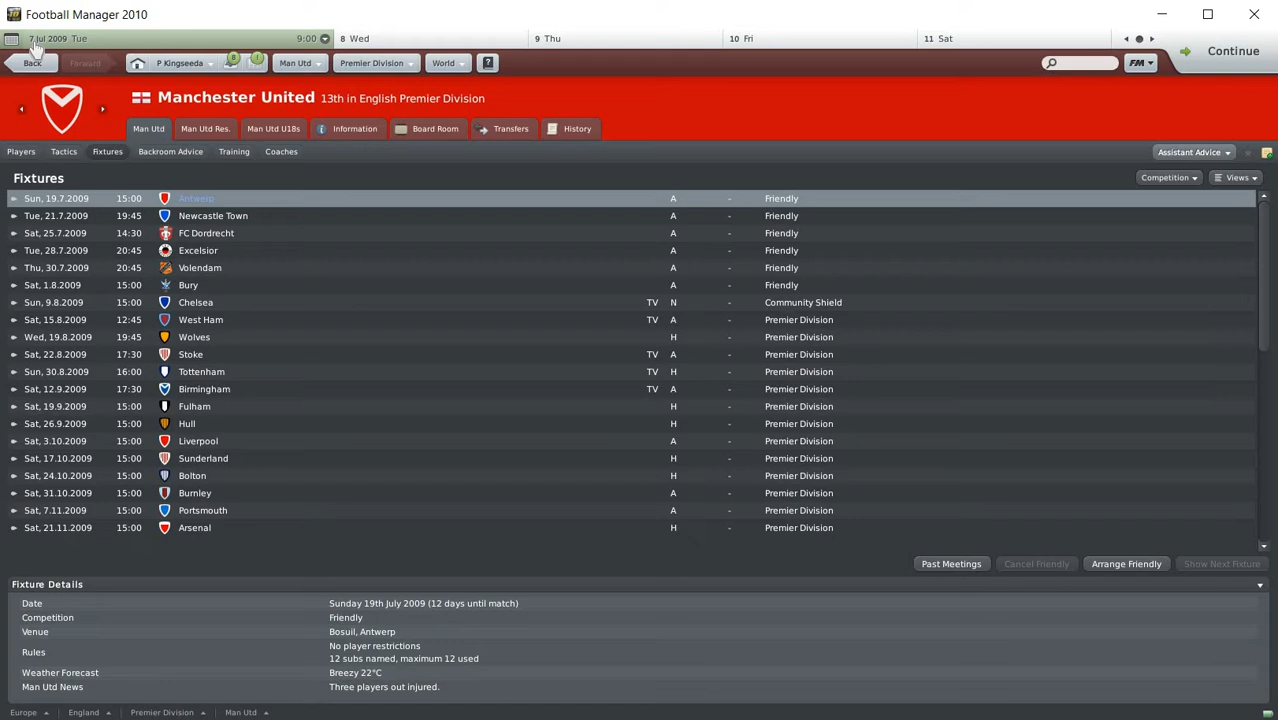 Football Manager 2010
7 Jul 2009 Tue 9:00 8 Wed 9 Thu 10 Fri 11 Sat
Back Forward P Kingseeda 8 Man Utd Premier Division World ? FM Continue
Manchester United 13th in English Premier Division
Man Utd Man Utd Res. Man Utd U18s Information Board Room Transfers History
Players Tactics Fixtures Backroom Advice Training Coaches Assistant Advice
Fixtures Competition Views
Sun, 19.7.2009 15:00 Antwerp A - Friendly
Tue, 21.7.2009 19:45 Newcastle Town A - Friendly
Sat, 25.7.2009 14:30 FC Dordrecht A - Friendly
Tue, 28.7.2009 20:45 Excelsior A - Friendly
Thu, 30.7.2009 20:45 Volendam A - Friendly
Sat, 1.8.2009 15:00 Bury A - Friendly
Sun, 9.8.2009 15:00 Chelsea TV N - Community Shield
Sat, 15.8.2009 12:45 West Ham TV A - Premier Division
Wed, 19.8.2009 19:45 Wolves H - Premier Division
Sat, 22.8.2009 17:30 Stoke TV A - Premier Division
Sun, 30.8.2009 16:00 Tottenham TV H - Premier Division
Sat, 12.9.2009 17:30 Birmingham TV A - Premier Division
Sat, 19.9.2009 15:00 Fulham H - Premier Division
Sat, 26.9.2009 15:00 Hull H - Premier Division
Sat, 3.10.2009 15:00 Liverpool A - Premier Division
Sat, 17.10.2009 15:00 Sunderland H - Premier Division
Sat, 24.10.2009 15:00 Bolton H - Premier Division
Sat, 31.10.2009 15:00 Burnley A - Premier Division
Sat, 7.11.2009 15:00 Portsmouth A - Premier Division
Sat, 21.11.2009 15:00 Arsenal H - Premier Division
Past Meetings Cancel Friendly Arrange Friendly Show Next Fixture
Fixture Details
Date Sunday 19th July 2009 (12 days until match)
Competition Friendly
Venue Bosuil, Antwerp
Rules No player restrictions
12 subs named, maximum 12 used
Weather Forecast Breezy 22°C
Man Utd News Three players out injured.
Europe England Premier Division Man Utd